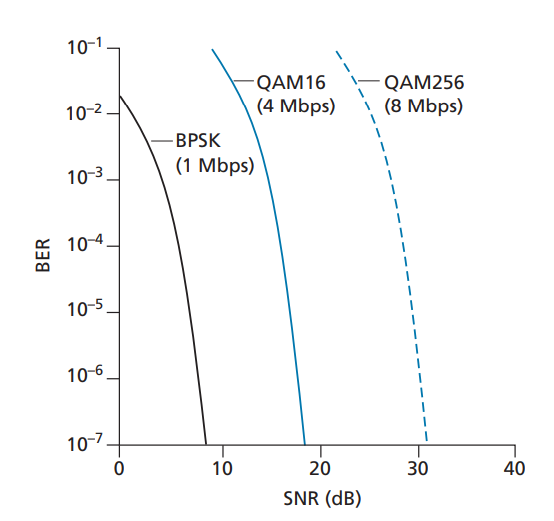 10⁻¹
QAM16
(4 Mbps)
QAM256
(8 Mbps)
10⁻²
BPSK
(1 Mbps)
10⁻³
10⁻⁴
BER
10⁻⁵
10⁻⁶
10⁻⁷
0 10 20 30 40
SNR (dB)